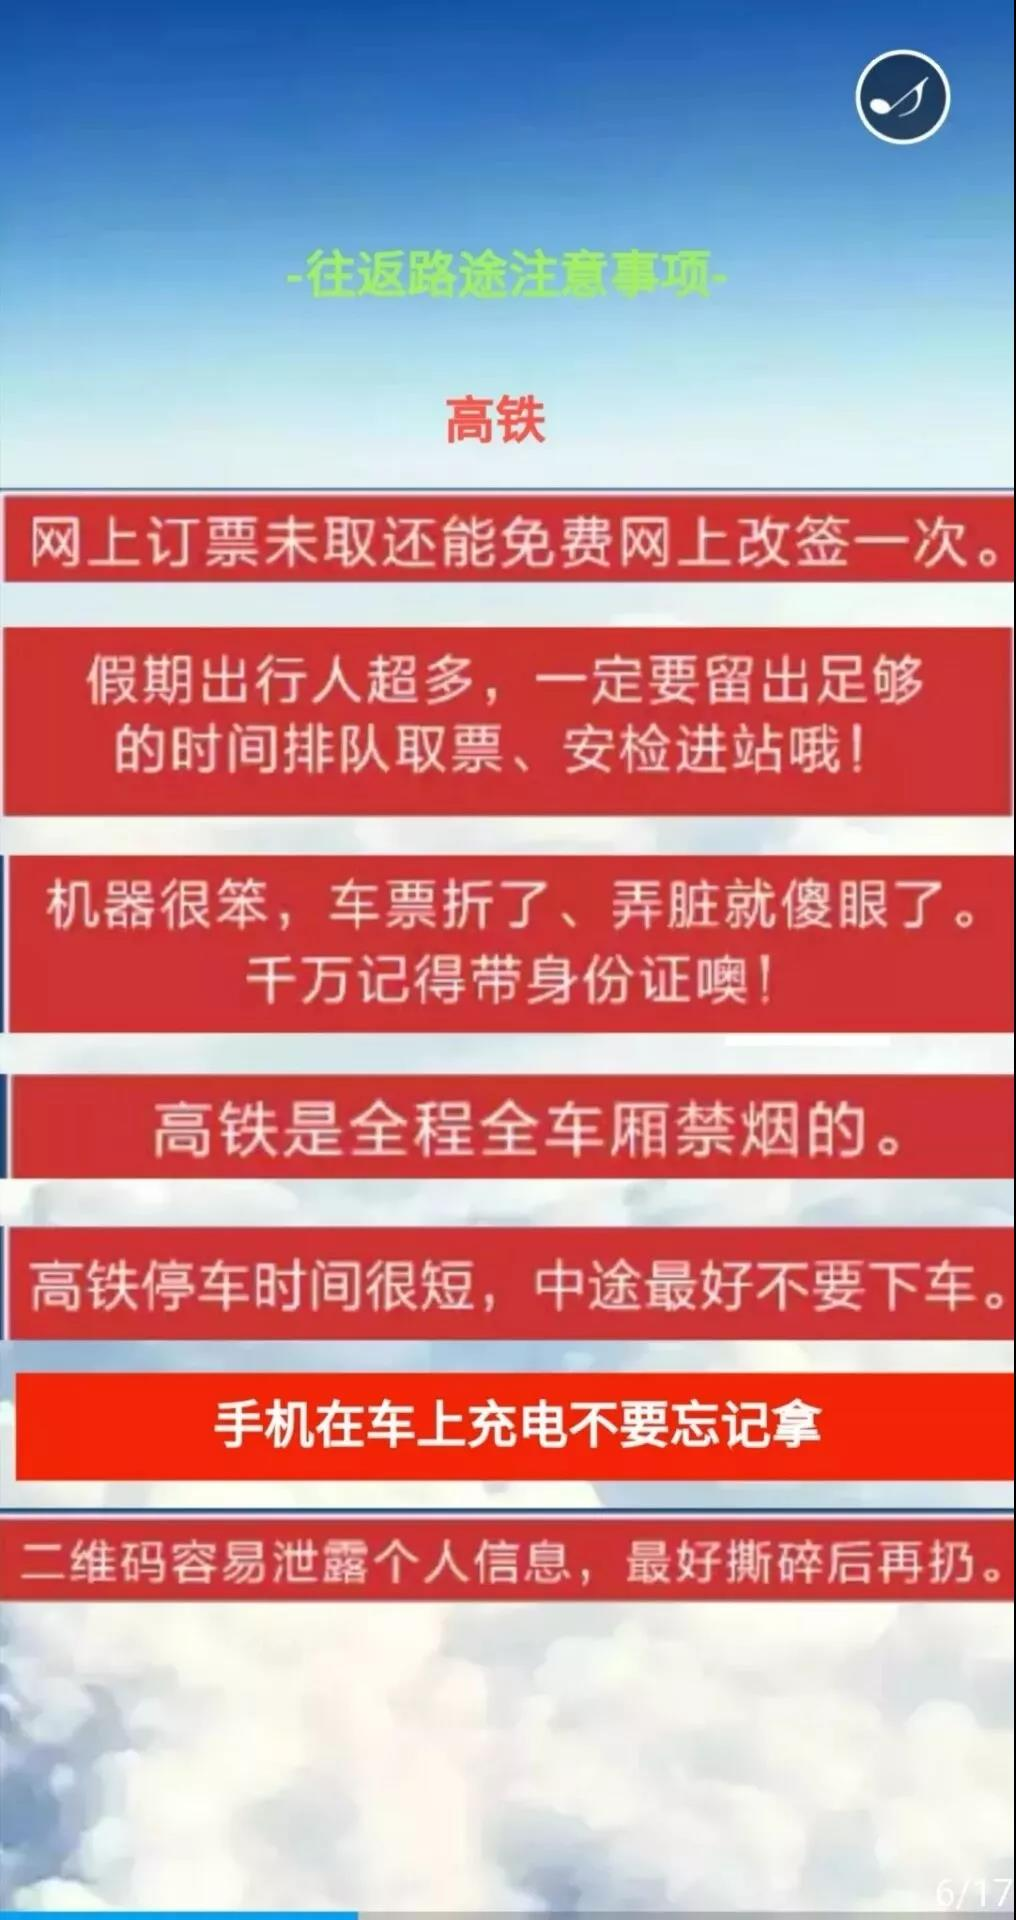 -往返路途注意事项-
高铁
网上订票未取还能免费网上改签一次。
假期出行人超多，一定要留出足够
的时间排队取票、安检进站哦！
机器很笨，车票折了、弄脏就傻眼了。
千万记得带身份证噢！
高铁是全程全车厢禁烟的。
高铁停车时间很短，中途最好不要下车。
手机在车上充电不要忘记拿
二维码容易泄露个人信息，最好撕碎后再扔。
6/17